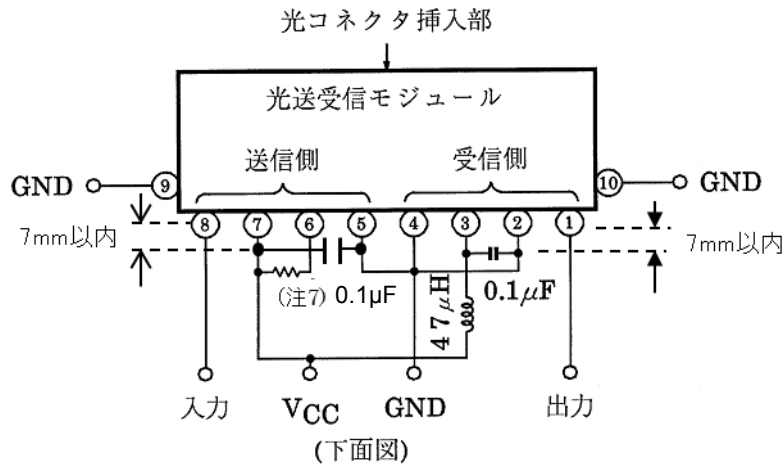 光コネクタ挿入部
光送受信モジュール
送信側 受信側
GND ⑨ ⑩ GND
⑧ ⑦ ⑥ ⑤ ④ ③ ② ①
7mm以内 7mm以内
(注7) 0.1µF 47µH 0.1µF
入力 VCC GND 出力
(下面図)